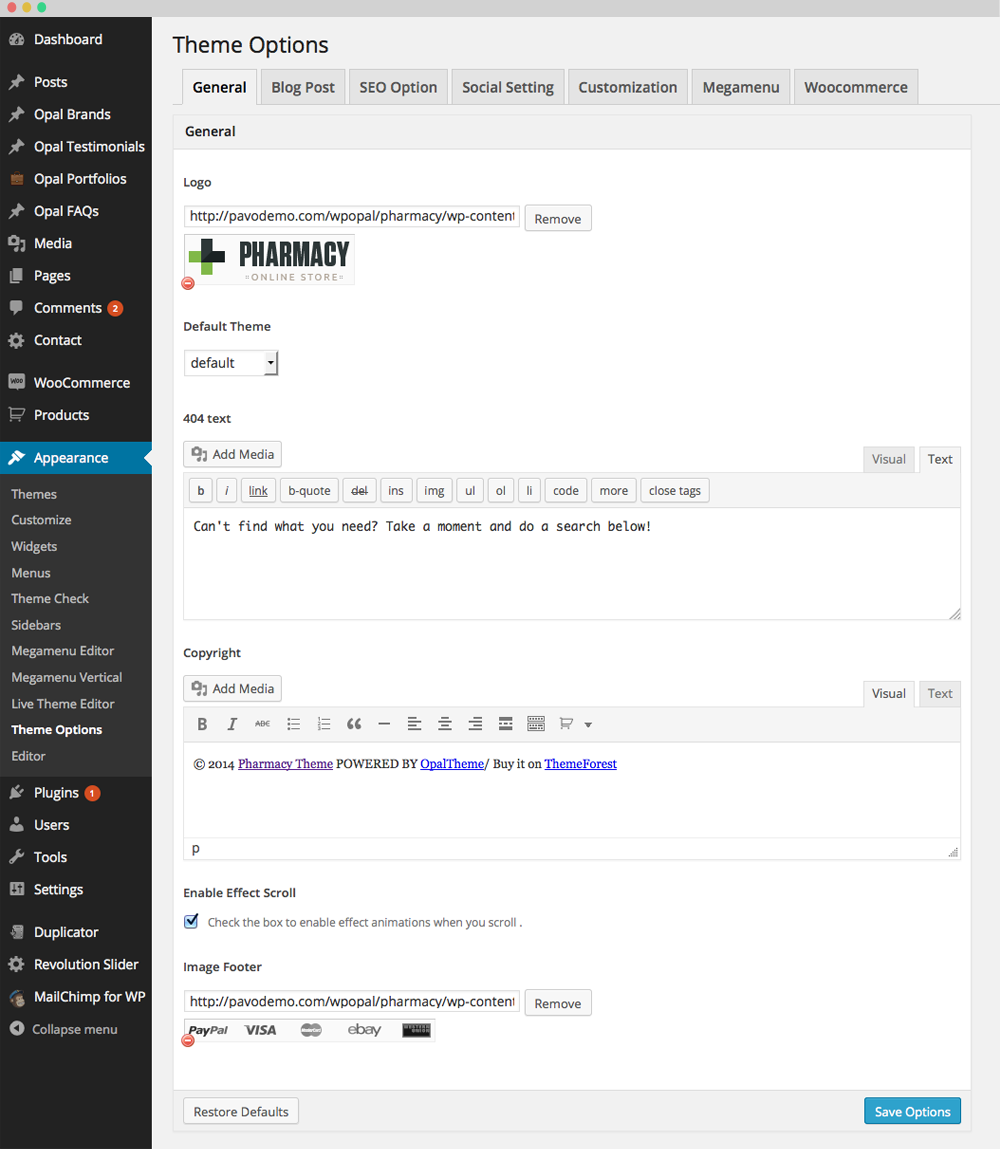 Theme Options
Dashboard
Posts
Opal Brands
Opal Testimonials
Opal Portfolios
Opal FAQs
Media
Pages
Comments 2
Contact
WOO WooCommerce
Products
Appearance
Themes
Customize
Widgets
Menus
Theme Check
Sidebars
Megamenu Editor
Megamenu Vertical
Live Theme Editor
Theme Options
Editor
Plugins 1
Users
Tools
Settings
Duplicator
Revolution Slider
MailChimp for WP
Collapse menu
General Blog Post SEO Option Social Setting Customization Megamenu Woocommerce
General
Logo
http://pavodemo.com/wpopal/pharmacy/wp-content Remove
PHARMACY
ONLINE STORE
Default Theme
default
404 text
Add Media
Visual Text
b i link b-quote del ins img ul ol li code more close tags
Can't find what you need? Take a moment and do a search below!
Copyright
Add Media
Visual Text
B I ABC
© 2014 Pharmacy Theme POWERED BY OpalTheme/ Buy it on ThemeForest
p
Enable Effect Scroll
Check the box to enable effect animations when you scroll .
Image Footer
http://pavodemo.com/wpopal/pharmacy/wp-content Remove
PayPal VISA MasterCard ebay WESTERN UNION
Restore Defaults Save Options